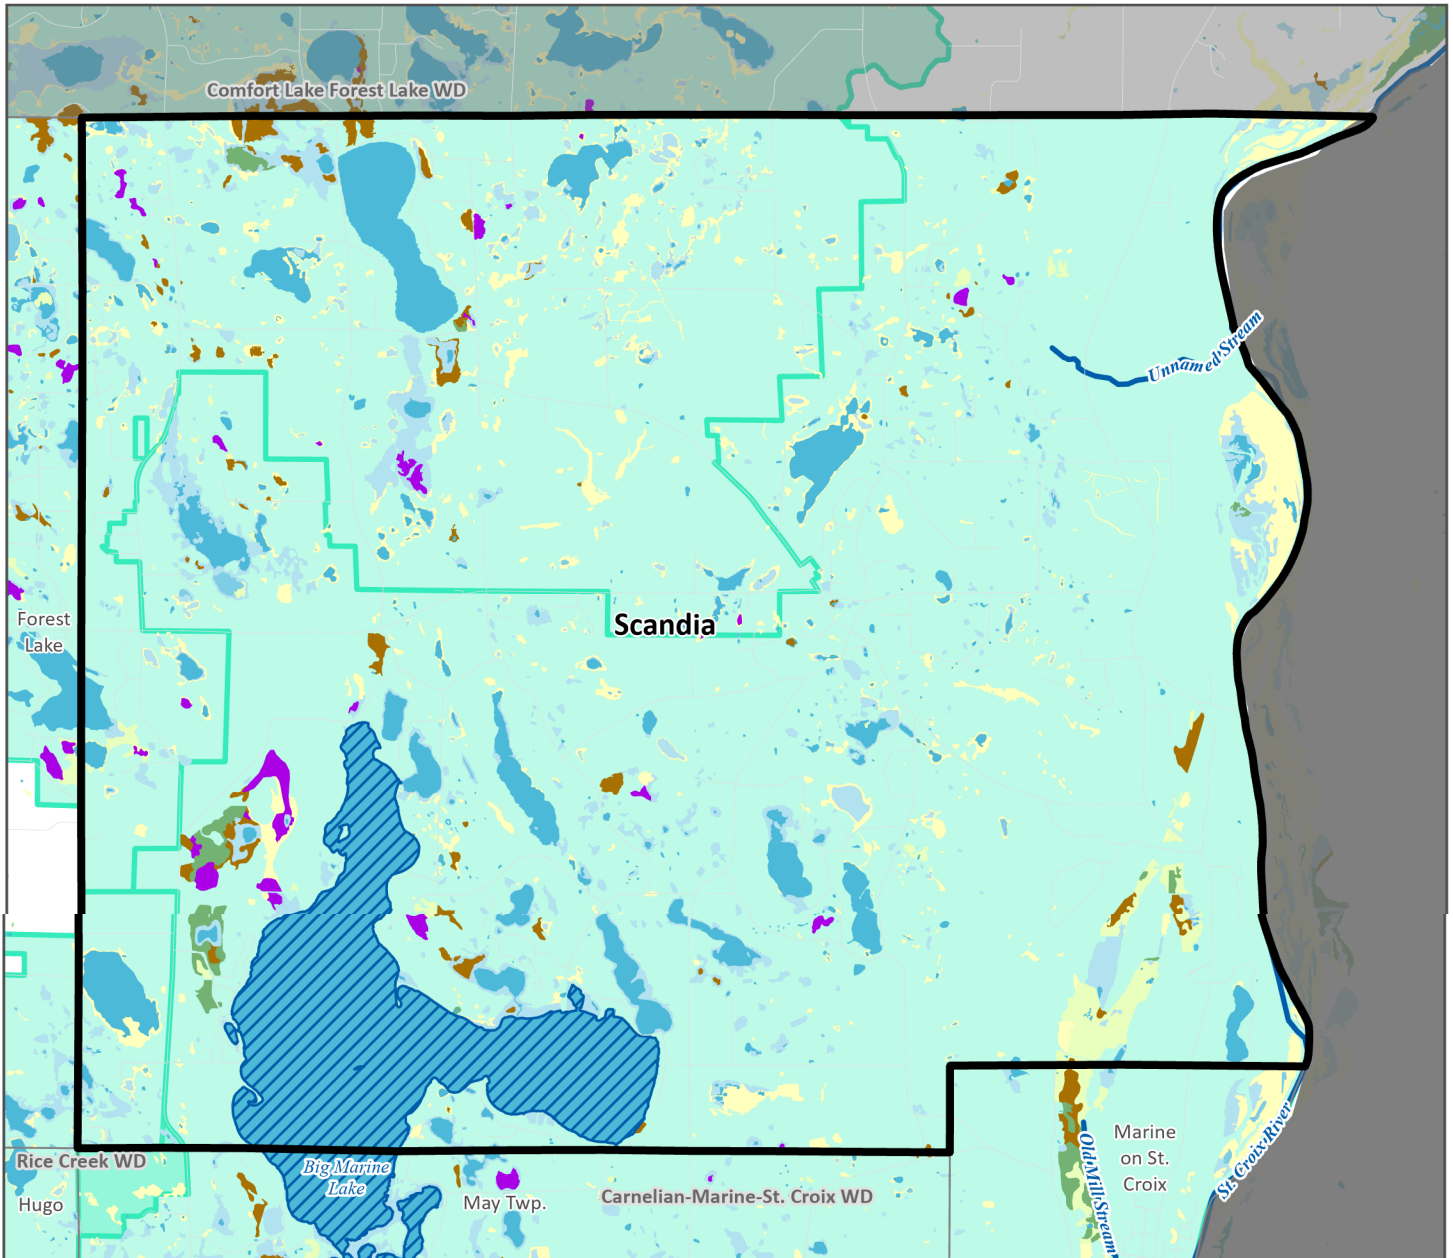 Comfort Lake Forest Lake WD
Unnamed Stream
Forest
Lake
Scandia
Rice Creek WD
Hugo
Big Marine
Lake
May Twp.
Carnelian-Marine-St. Croix WD
Old Mill Stream
Marine
on St.
Croix
St. Croix River